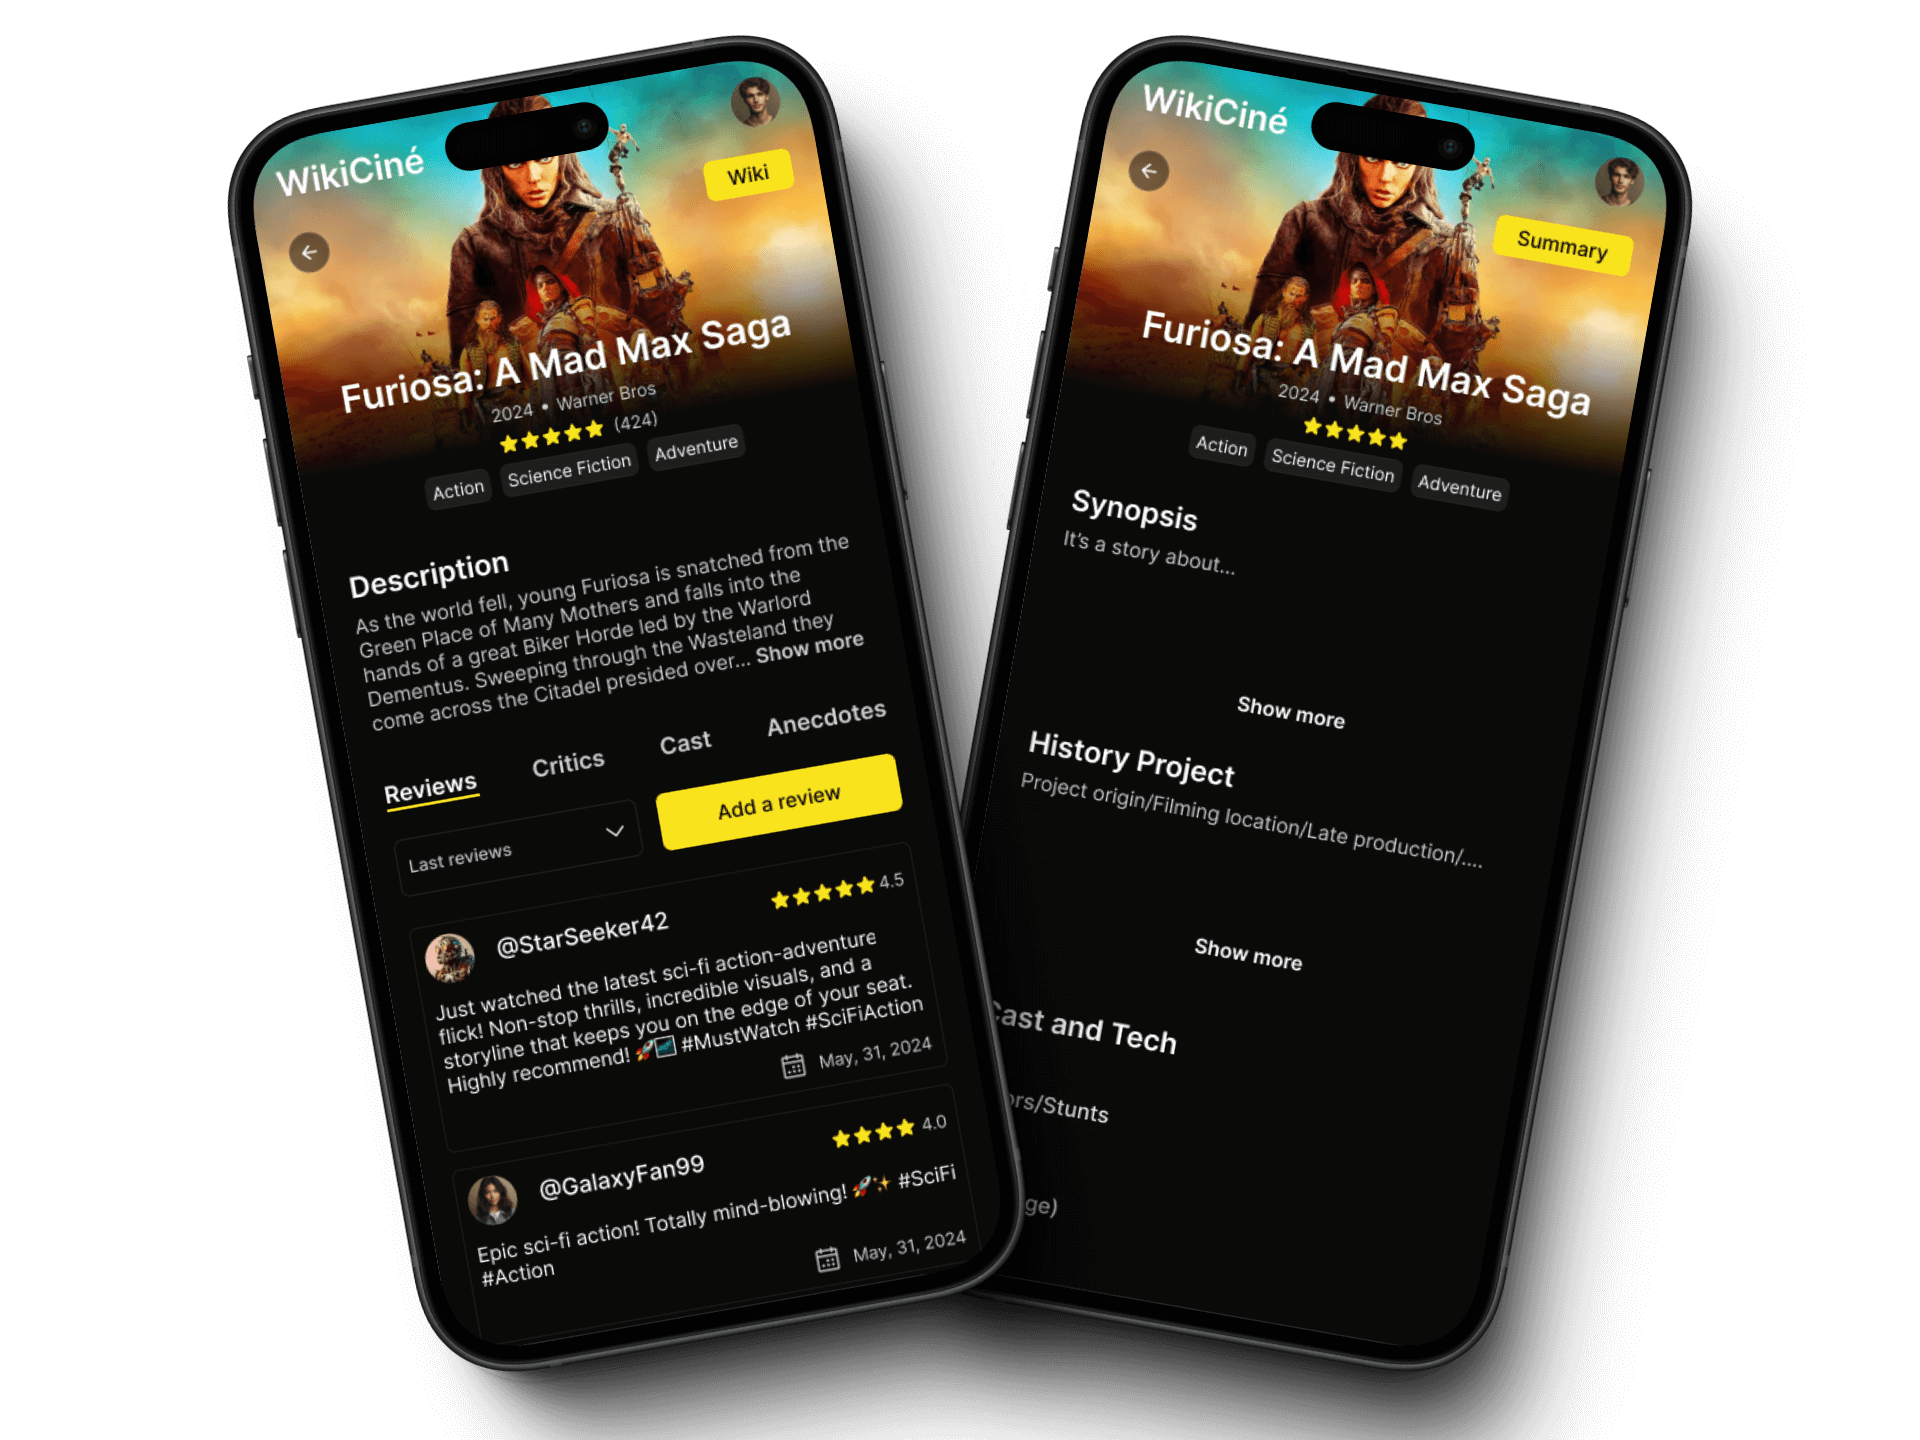 WikiCiné
Wiki
Furiosa: A Mad Max Saga
2024 • Warner Bros
(424)
Action
Science Fiction
Adventure
Description
As the world fell, young Furiosa is snatched from the
Green Place of Many Mothers and falls into the
hands of a great Biker Horde led by the Warlord
Dementus. Sweeping through the Wasteland they
come across the Citadel presided over... Show more
Reviews
Critics
Cast
Anecdotes
Last reviews
Add a review
@StarSeeker42
4.5
Just watched the latest sci-fi action-adventure
flick! Non-stop thrills, incredible visuals, and a
storyline that keeps you on the edge of your seat.
Highly recommend! 🚀🌌 #MustWatch #SciFiAction
May, 31, 2024
@GalaxyFan99
4.0
Epic sci-fi action! Totally mind-blowing! 🚀✨ #SciFi
#Action
May, 31, 2024
WikiCiné
Summary
Furiosa: A Mad Max Saga
2024 • Warner Bros
Action
Science Fiction
Adventure
Synopsis
It's a story about...
Show more
History Project
Project origin/Filming location/Late production/....
Show more
Cast and Tech
ors/Stunts
ge)